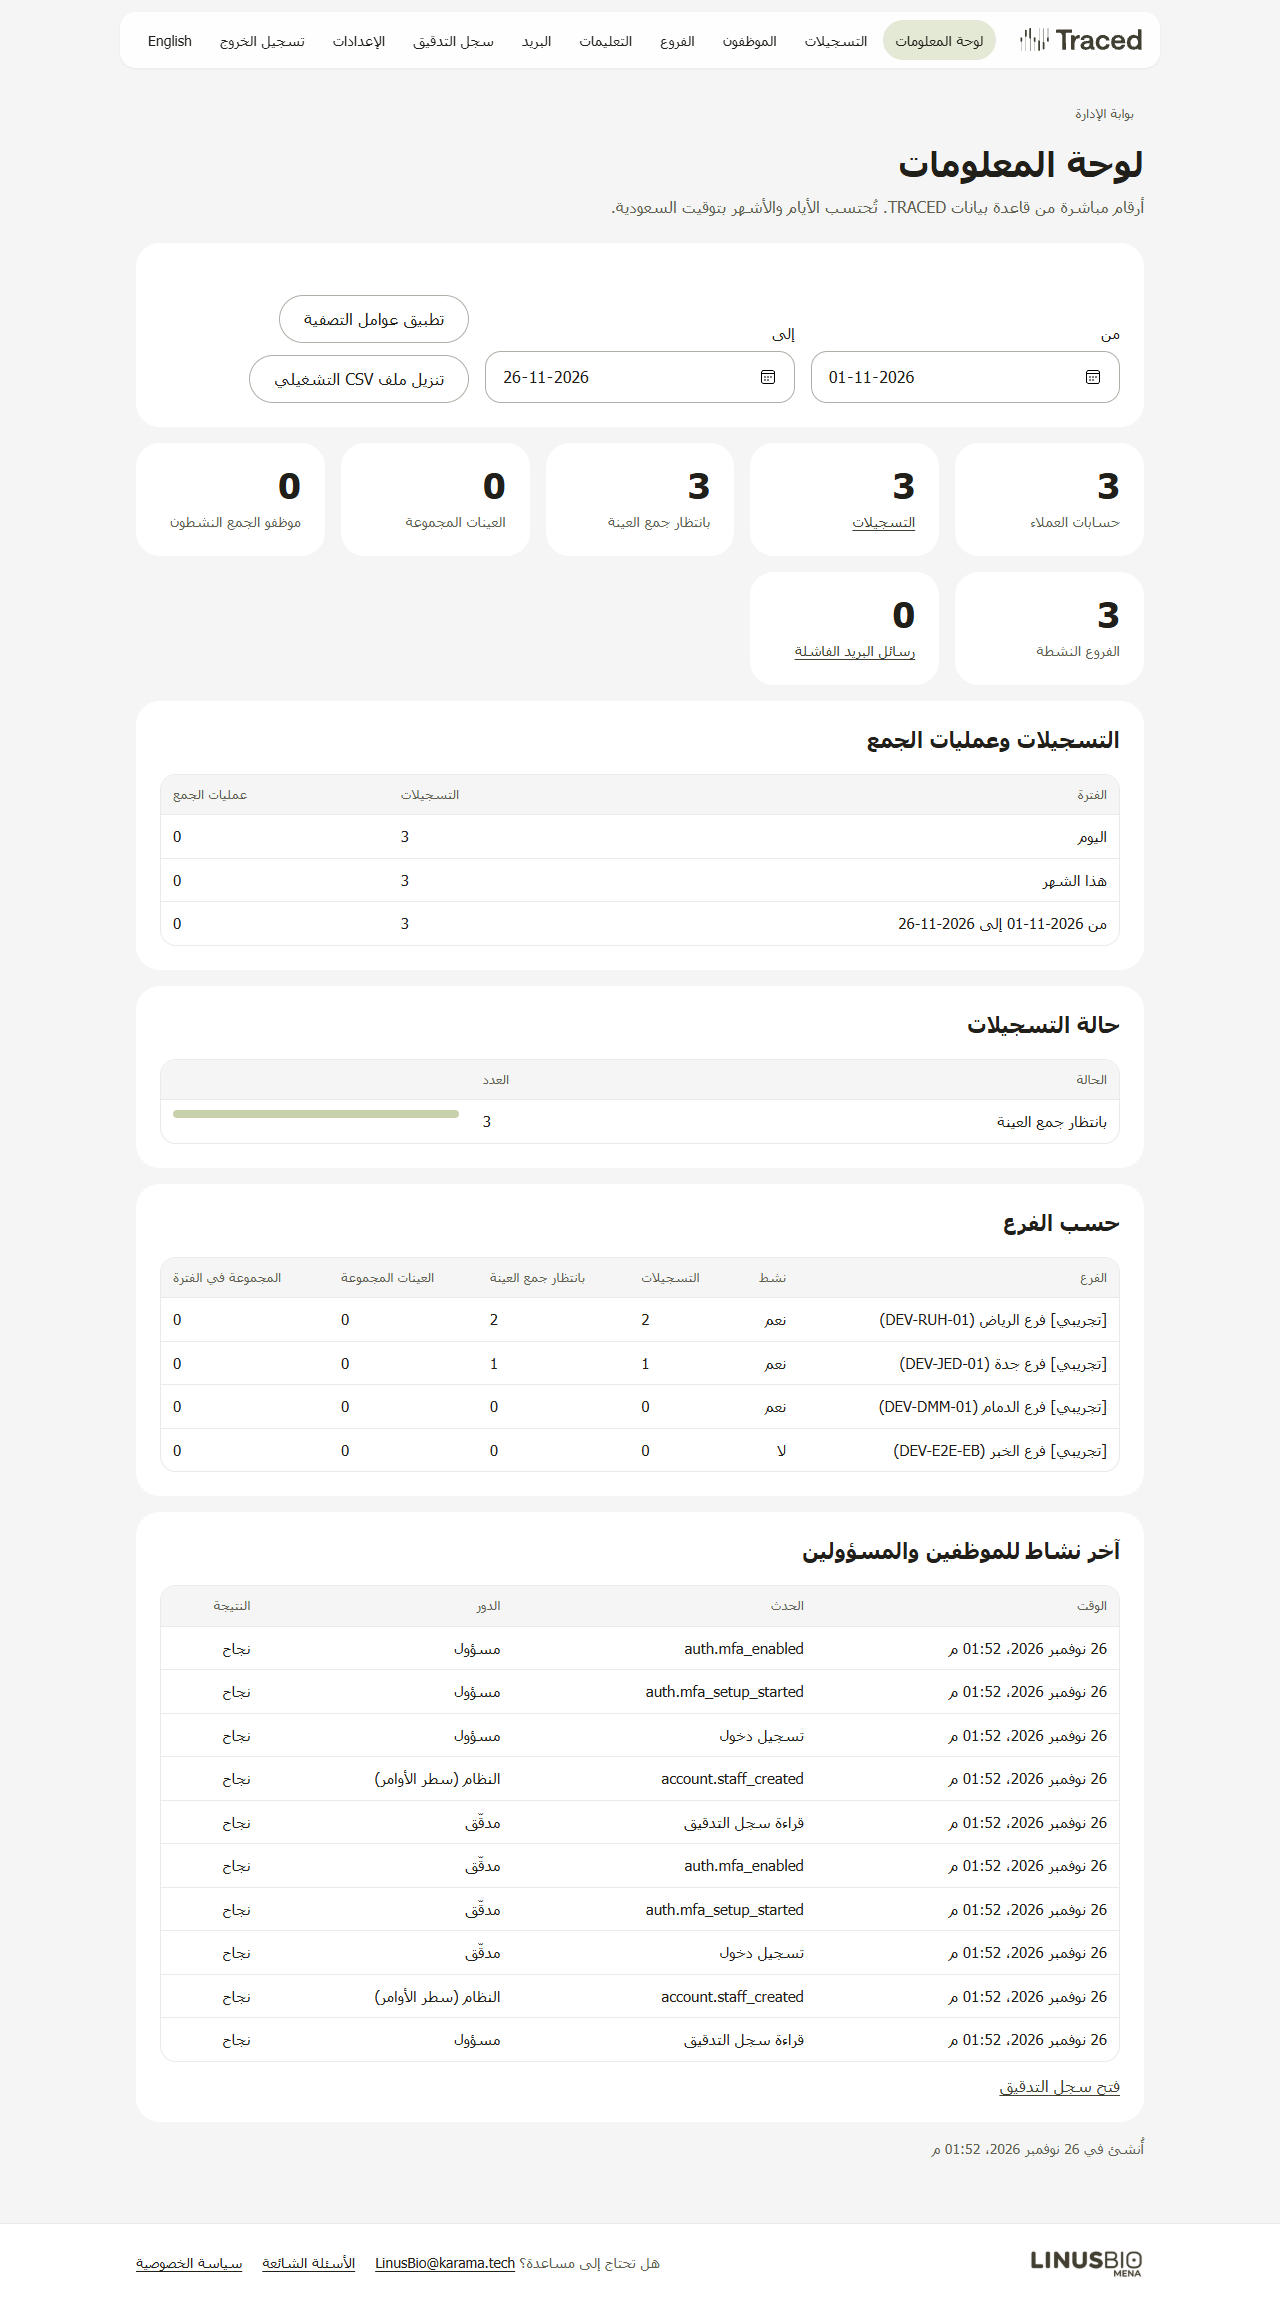 Traced
لوحة المعلومات
التسجيلات
الموظفون
الفروع
التعليمات
البريد
سجل التدقيق
الإعدادات
تسجيل الخروج
English
بوابة الإدارة
لوحة المعلومات
أرقام مباشرة من قاعدة بيانات TRACED. تُحتسب الأيام والأشهر بتوقيت السعودية.
من
01-11-2026
إلى
26-11-2026
تطبيق عوامل التصفية
تنزيل ملف CSV التشغيلي
3
حسابات العملاء
3
التسجيلات
3
بانتظار جمع العينة
0
العينات المجموعة
0
موظفو الجمع النشطون
3
الفروع النشطة
0
رسائل البريد الفاشلة
التسجيلات وعمليات الجمع
الفترة التسجيلات عمليات الجمع
اليوم 3 0
هذا الشهر 3 0
من 2026-11-01 إلى 2026-11-26 3 0
حالة التسجيلات
الحالة العدد
بانتظار جمع العينة 3
حسب الفرع
الفرع نشط التسجيلات بانتظار جمع العينة العينات المجموعة المجموعة في الفترة
[تجريبي] فرع الرياض (DEV-RUH-01) نعم 2 2 0 0
[تجريبي] فرع جدة (DEV-JED-01) نعم 1 1 0 0
[تجريبي] فرع الدمام (DEV-DMM-01) نعم 0 0 0 0
[تجريبي] فرع الخبر (DEV-E2E-EB) لا 0 0 0 0
آخر نشاط للموظفين والمسؤولين
الوقت الحدث الدور النتيجة
26 نوفمبر 2026، 01:52 م auth.mfa_enabled مسؤول نجاح
26 نوفمبر 2026، 01:52 م auth.mfa_setup_started مسؤول نجاح
26 نوفمبر 2026، 01:52 م تسجيل دخول مسؤول نجاح
26 نوفمبر 2026، 01:52 م account.staff_created النظام (سطر الأوامر) نجاح
26 نوفمبر 2026، 01:52 م قراءة سجل التدقيق مدقّق نجاح
26 نوفمبر 2026، 01:52 م auth.mfa_enabled مدقّق نجاح
26 نوفمبر 2026، 01:52 م auth.mfa_setup_started مدقّق نجاح
26 نوفمبر 2026، 01:52 م تسجيل دخول مدقّق نجاح
26 نوفمبر 2026، 01:52 م account.staff_created النظام (سطر الأوامر) نجاح
26 نوفمبر 2026، 01:52 م قراءة سجل التدقيق مسؤول نجاح
فتح سجل التدقيق
أُنشئ في 26 نوفمبر 2026، 01:52 م
LINUSBIO
MENA
هل تحتاج إلى مساعدة؟ LinusBio@karama.tech
الأسئلة الشائعة
سياسة الخصوصية